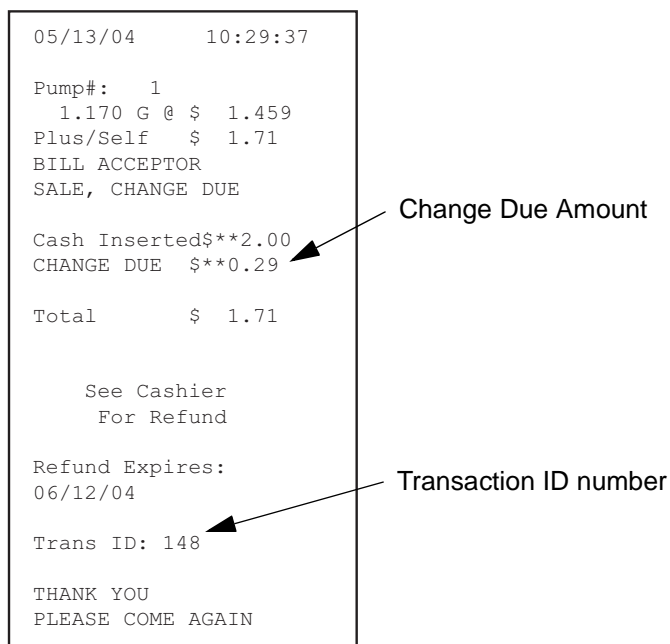 05/13/04 10:29:37
Pump#: 1
1.170 G @ $ 1.459
Plus/Self $ 1.71
BILL ACCEPTOR
SALE, CHANGE DUE
Change Due Amount
Cash Inserted$**2.00
CHANGE DUE $**0.29
Total $ 1.71
See Cashier
For Refund
Refund Expires:
06/12/04
Transaction ID number
Trans ID: 148
THANK YOU
PLEASE COME AGAIN